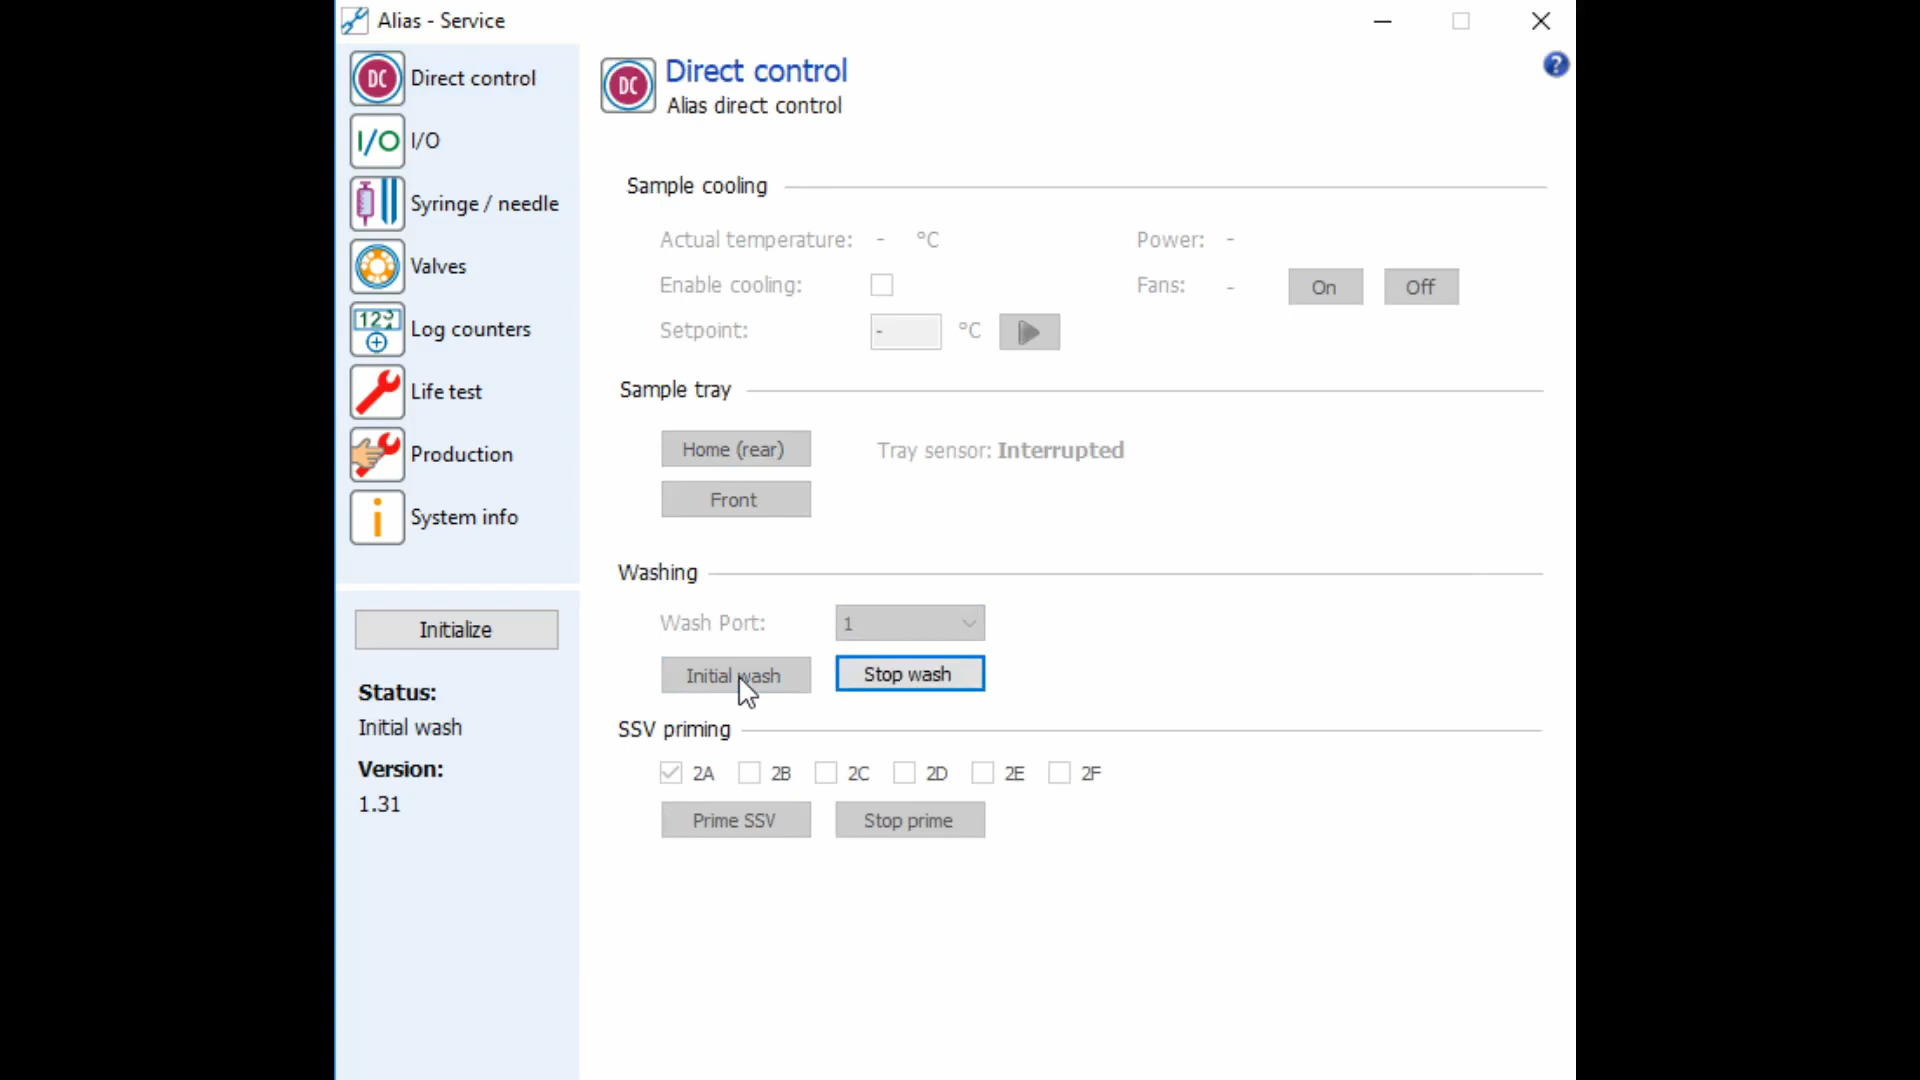 Alias - Service
DC Direct control
I/O I/O
Syringe / needle
Valves
123 Log counters
Life test
Production
i System info
Initialize
Status:
Initial wash
Version:
1.31
DC Direct control
Alias direct control
?
Sample cooling
Actual temperature: - °C Power: -
Enable cooling: Fans: - On Off
Setpoint: - °C
Sample tray
Home (rear) Tray sensor: Interrupted
Front
Washing
Wash Port: 1
Initial wash Stop wash
SSV priming
2A 2B 2C 2D 2E 2F
Prime SSV Stop prime